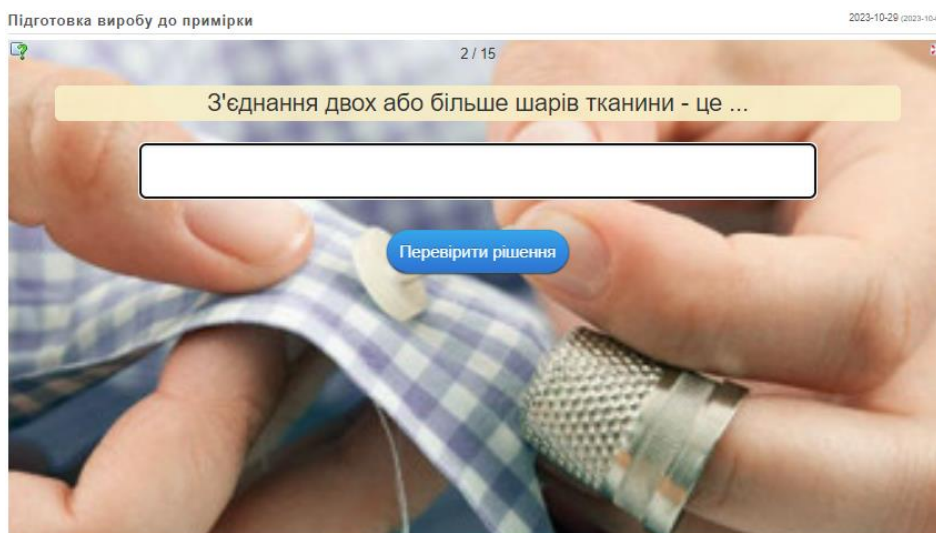 Підготовка виробу до примірки
2023-10-29
2 / 15
З'єднання двох або більше шарів тканини - це ...
Перевірити рішення